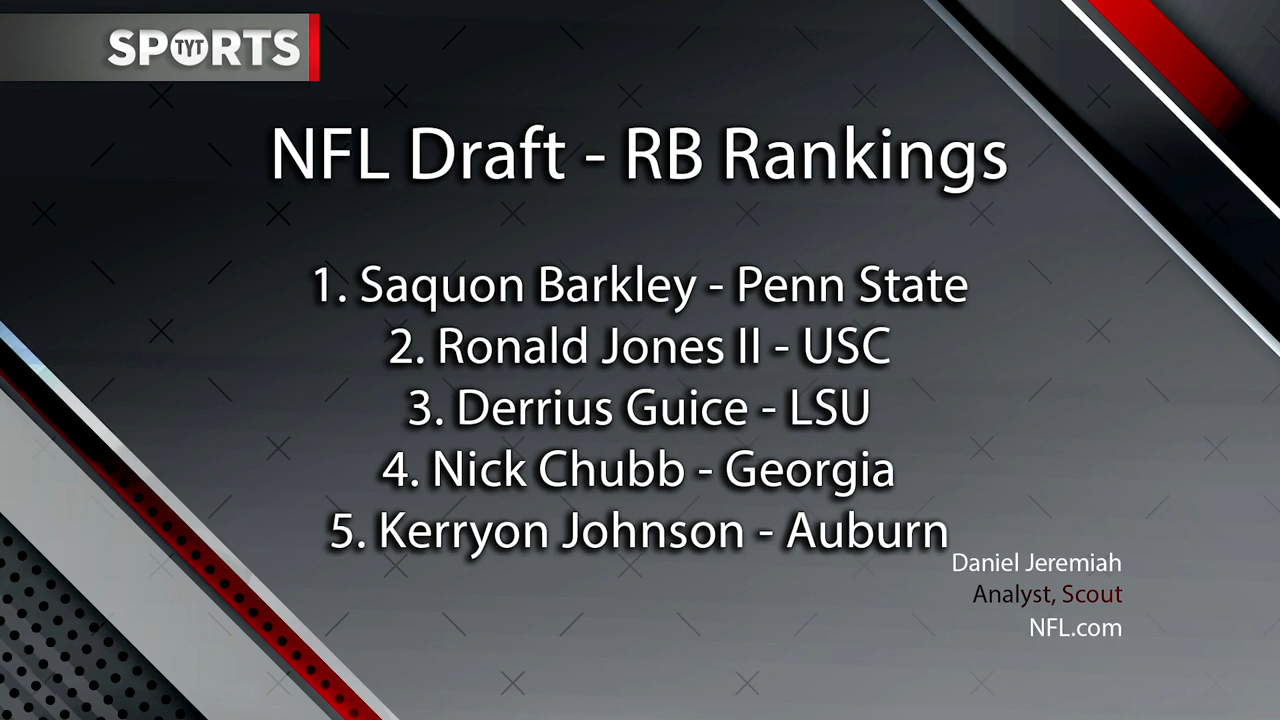 SPORTS
TYT
NFL Draft - RB Rankings
1. Saquon Barkley - Penn State
2. Ronald Jones II - USC
3. Derrius Guice - LSU
4. Nick Chubb - Georgia
5. Kerryon Johnson - Auburn
Daniel Jeremiah
Analyst, Scout
NFL.com